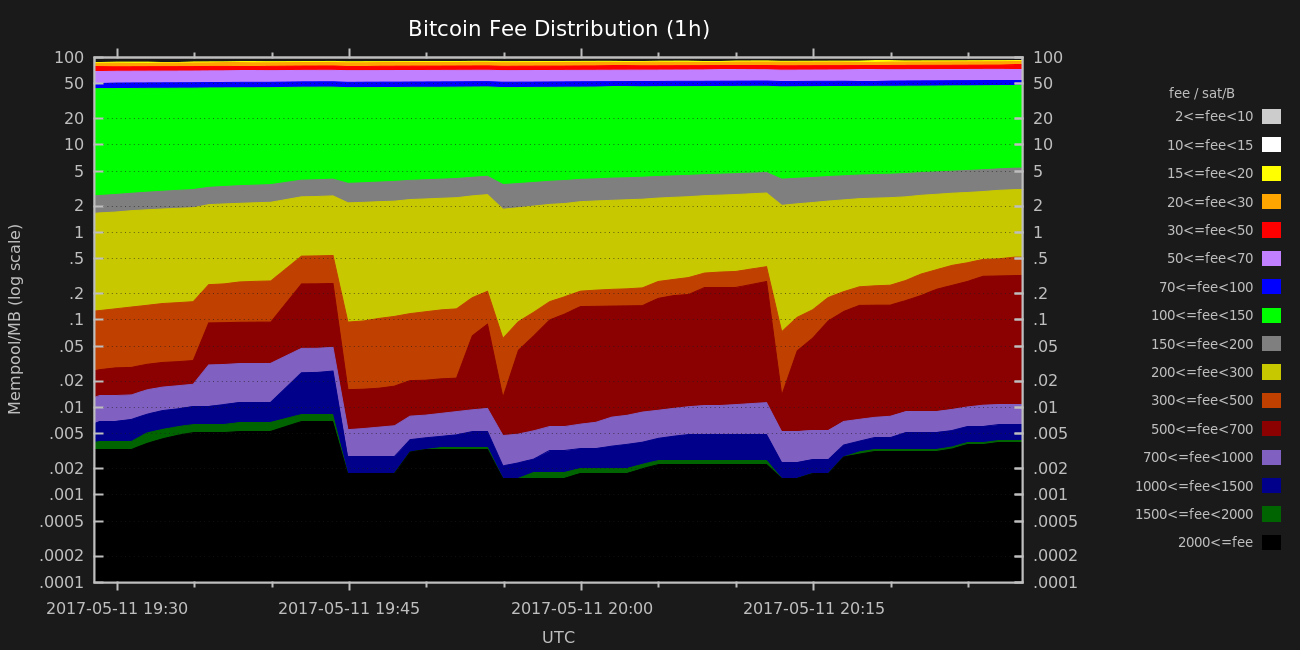 Bitcoin Fee Distribution (1h)
Mempool/MB (log scale)
100
50
20
10
5
2
1
.5
.2
.1
.05
.02
.01
.005
.002
.001
.0005
.0002
.0001
100
50
20
10
5
2
1
.5
.2
.1
.05
.02
.01
.005
.002
.001
.0005
.0002
.0001
2017-05-11 19:30
2017-05-11 19:45
2017-05-11 20:00
2017-05-11 20:15
UTC
fee / sat/B
2<=fee<10
10<=fee<15
15<=fee<20
20<=fee<30
30<=fee<50
50<=fee<70
70<=fee<100
100<=fee<150
150<=fee<200
200<=fee<300
300<=fee<500
500<=fee<700
700<=fee<1000
1000<=fee<1500
1500<=fee<2000
2000<=fee